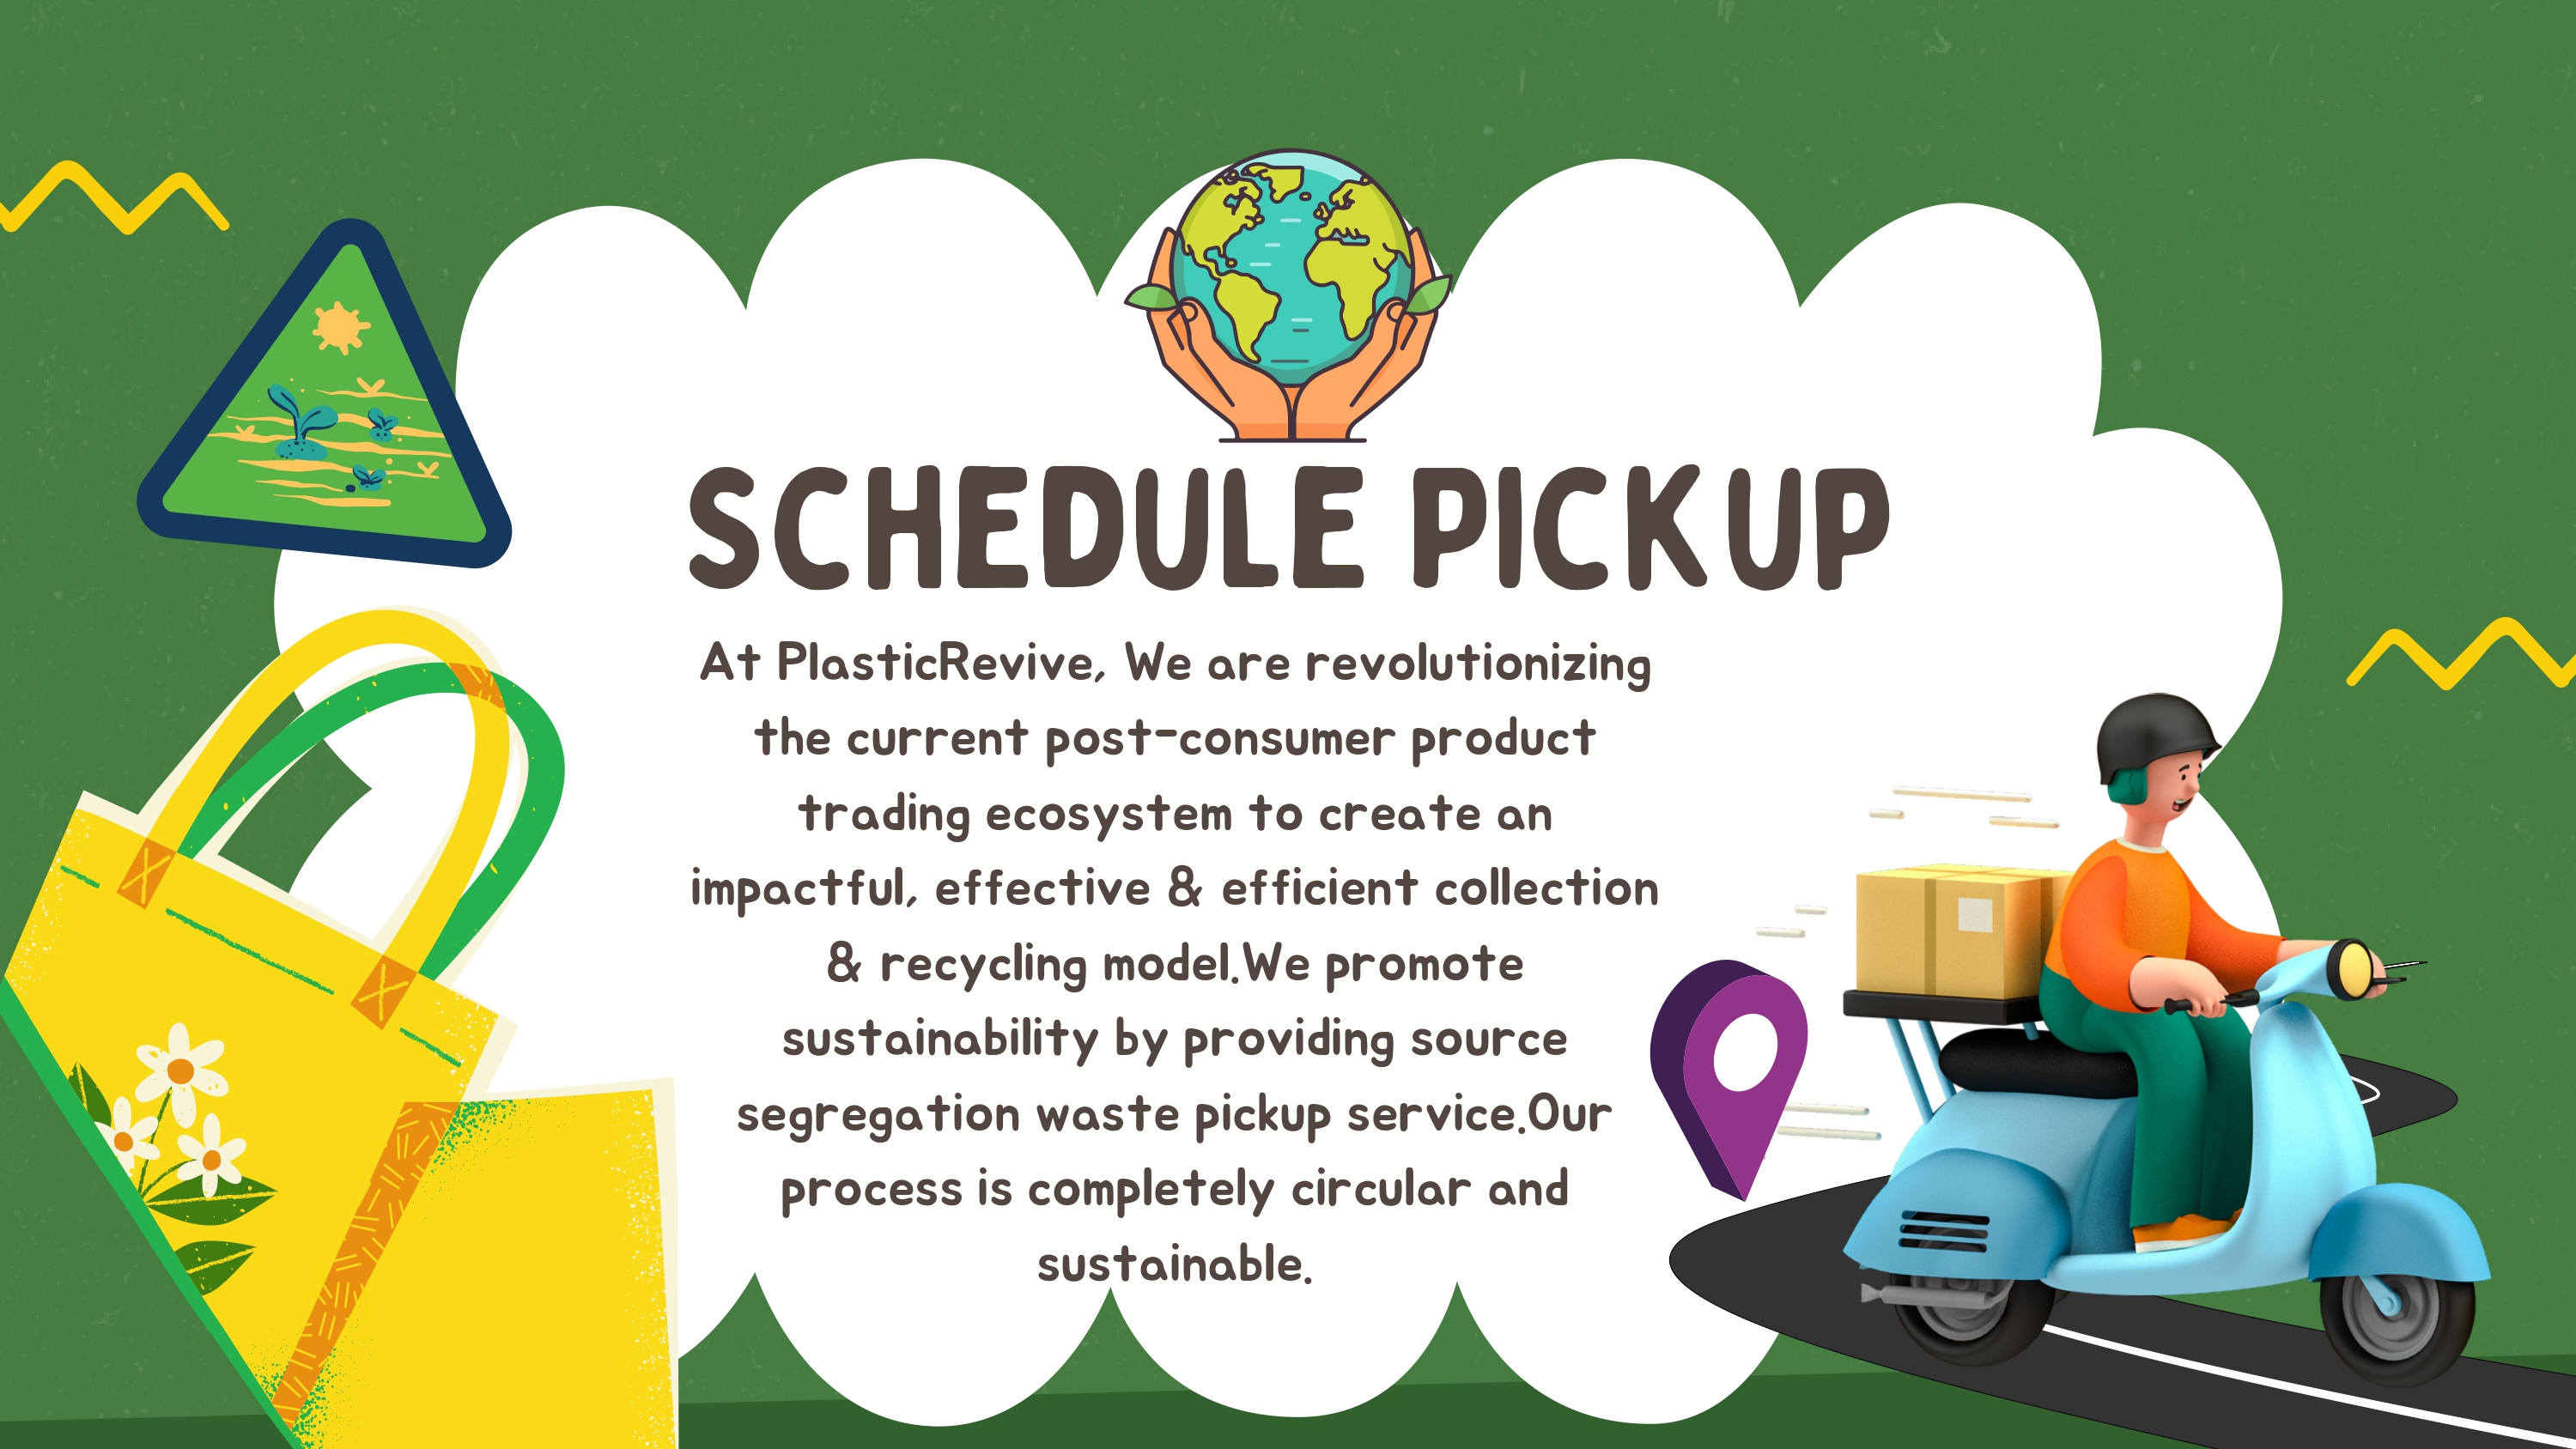 SCHEDULE PICKUP
At PlasticRevive, We are revolutionizing
the current post-consumer product
trading ecosystem to create an
impactful, effective & efficient collection
& recycling model.We promote
sustainability by providing source
segregation waste pickup service.Our
process is completely circular and
sustainable.